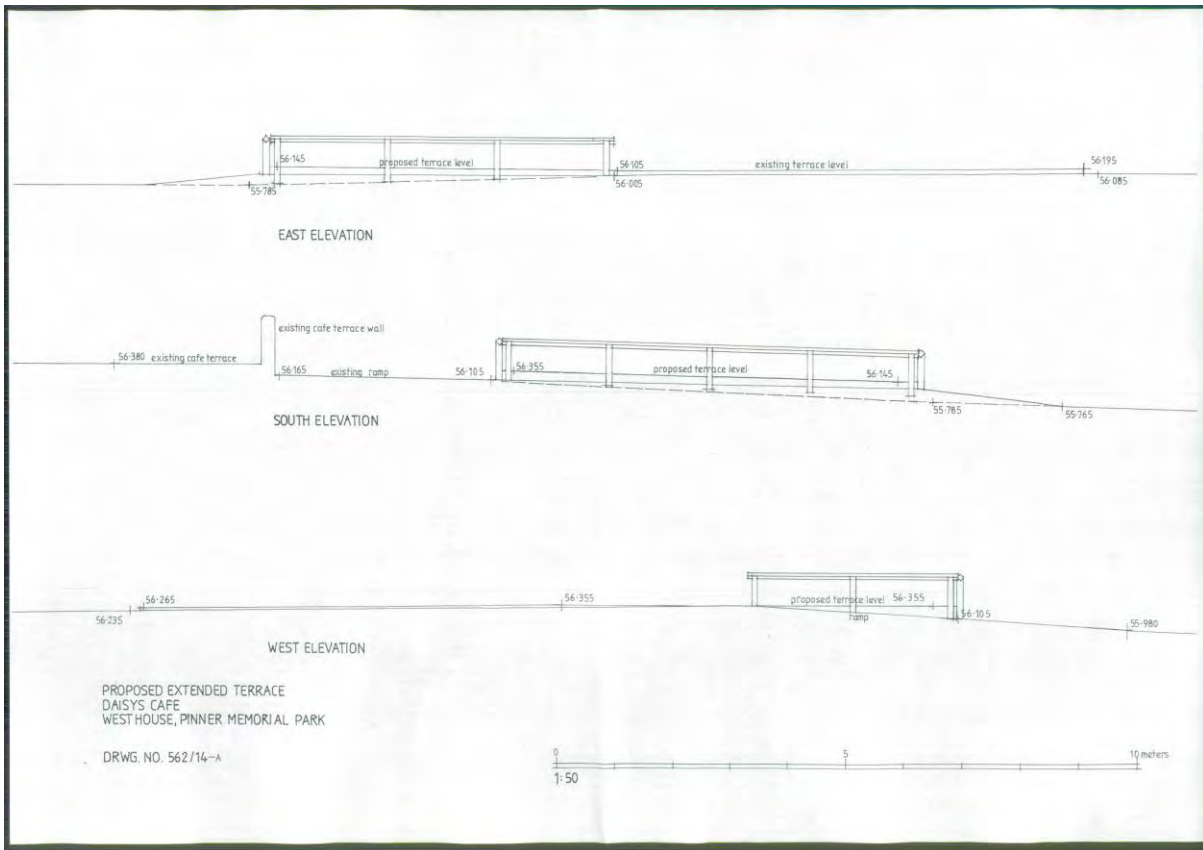 56·145
proposed terrace level
56·105
existing terrace level
56·195
55·785
56·005
56·085
EAST ELEVATION
existing cafe terrace wall
56·380 existing cafe terrace
56·165 existing ramp
56·105
56·355
proposed terrace level
56·145
55·785
55·765
SOUTH ELEVATION
56·265
56·355
proposed terrace level
56·355
56·235
ramp
56·105
55·980
WEST ELEVATION
PROPOSED EXTENDED TERRACE
DAISYS CAFE
WEST HOUSE, PINNER MEMORIAL PARK
DRWG. NO. 562/14-A
0
5
10 meters
1:50